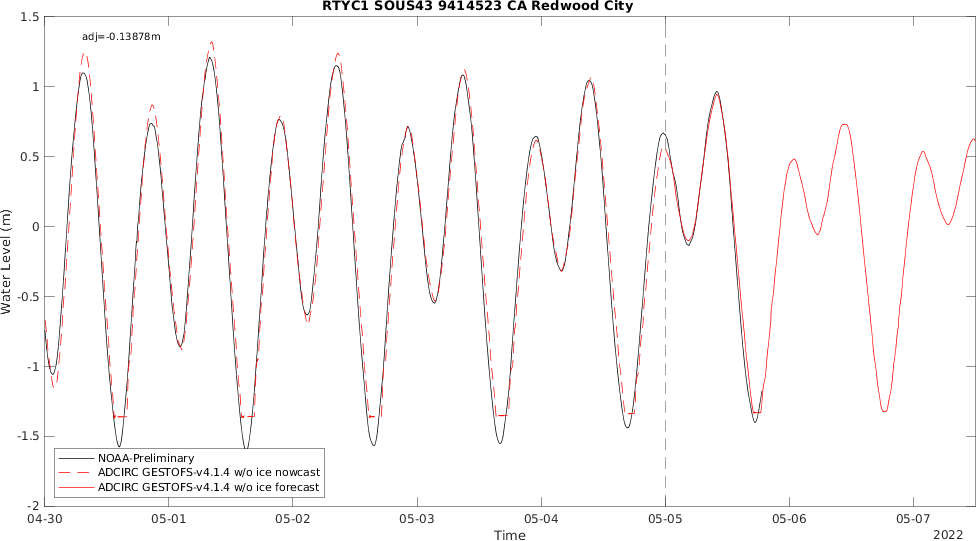 RTYC1 SOUS43 9414523 CA Redwood City
adj=-0.13878m
1.5
1
0.5
0
-0.5
-1
-1.5
-2
Water Level (m)
NOAA-Preliminary
ADCIRC GESTOFS-v4.1.4 w/o ice nowcast
ADCIRC GESTOFS-v4.1.4 w/o ice forecast
04-30 05-01 05-02 05-03 05-04 05-05 05-06 05-07
Time
2022